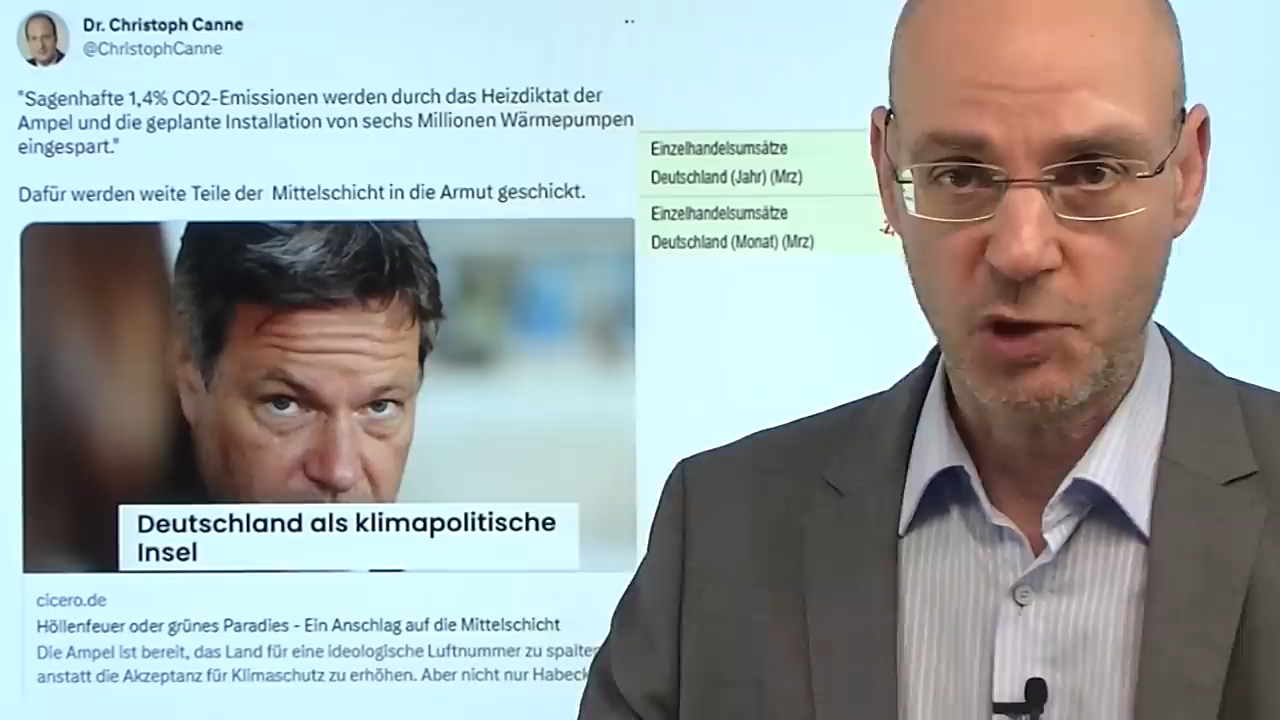 Dr. Christoph Canne
@ChristophCanne
"Sagenhafte 1,4% CO2-Emissionen werden durch das Heizdiktat der
Ampel und die geplante Installation von sechs Millionen Wärmepumpen
eingespart."
Dafür werden weite Teile der Mittelschicht in die Armut geschickt.
Deutschland als klimapolitische
Insel
cicero.de
Höllenfeuer oder grünes Paradies - Ein Anschlag auf die Mittelschicht
Die Ampel ist bereit, das Land für eine ideologische Luftnummer zu
anstatt die Akzeptanz für Klimaschutz zu erhöhen. Aber nicht nur Habeck
Einzelhandelsumsätze
Deutschland (Jahr) (Mrz)
Einzelhandelsumsätze
Deutschland (Monat) (Mrz)